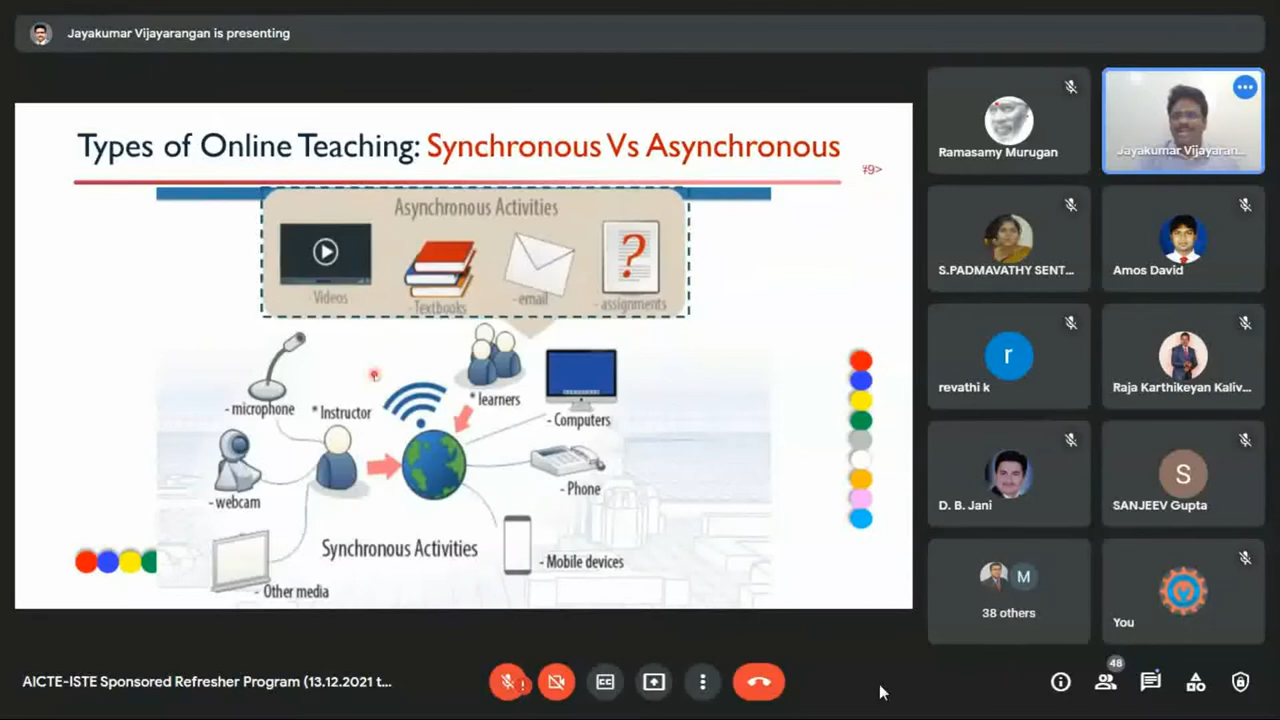 Jayakumar Vijayarangan is presenting
Types of Online Teaching: Synchronous Vs Asynchronous
#9>
Asynchronous Activities
- Videos
- Textbooks
- email
- assignments
- microphone
* Instructor
* learners
- Computers
- webcam
- Phone
Synchronous Activities
- Mobile devices
- Other media
Ramasamy Murugan
Jayakumar Vijayaran...
S.PADMAVATHY SENT...
Amos David
r
revathi k
Raja Karthikeyan Kaliv...
D. B. Jani
S
SANJEEV Gupta
M
38 others
You
AICTE-ISTE Sponsored Refresher Program (13.12.2021 t...
48